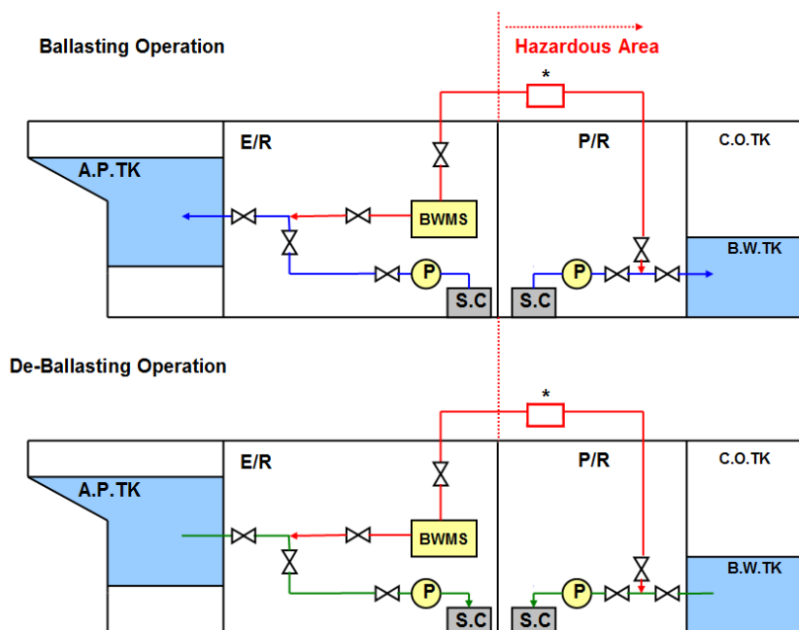 Ballasting Operation
Hazardous Area
*
E/R
P/R
C.O.TK
A.P.TK
BWMS
B.W.TK
P
P
S.C
S.C
De-Ballasting Operation
*
E/R
P/R
C.O.TK
A.P.TK
BWMS
B.W.TK
P
P
S.C
S.C